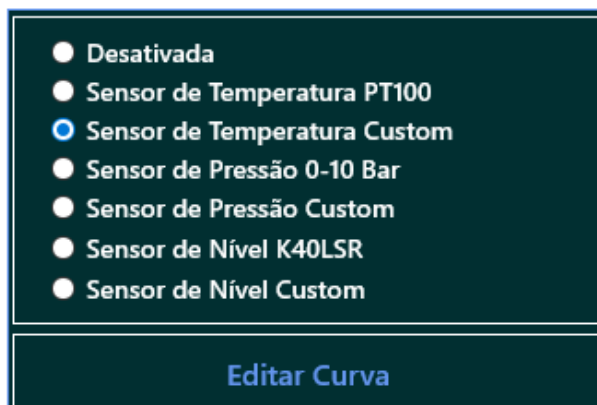 Desativada
Sensor de Temperatura PT100
Sensor de Temperatura Custom
Sensor de Pressão 0-10 Bar
Sensor de Pressão Custom
Sensor de Nível K40LSR
Sensor de Nível Custom
Editar Curva